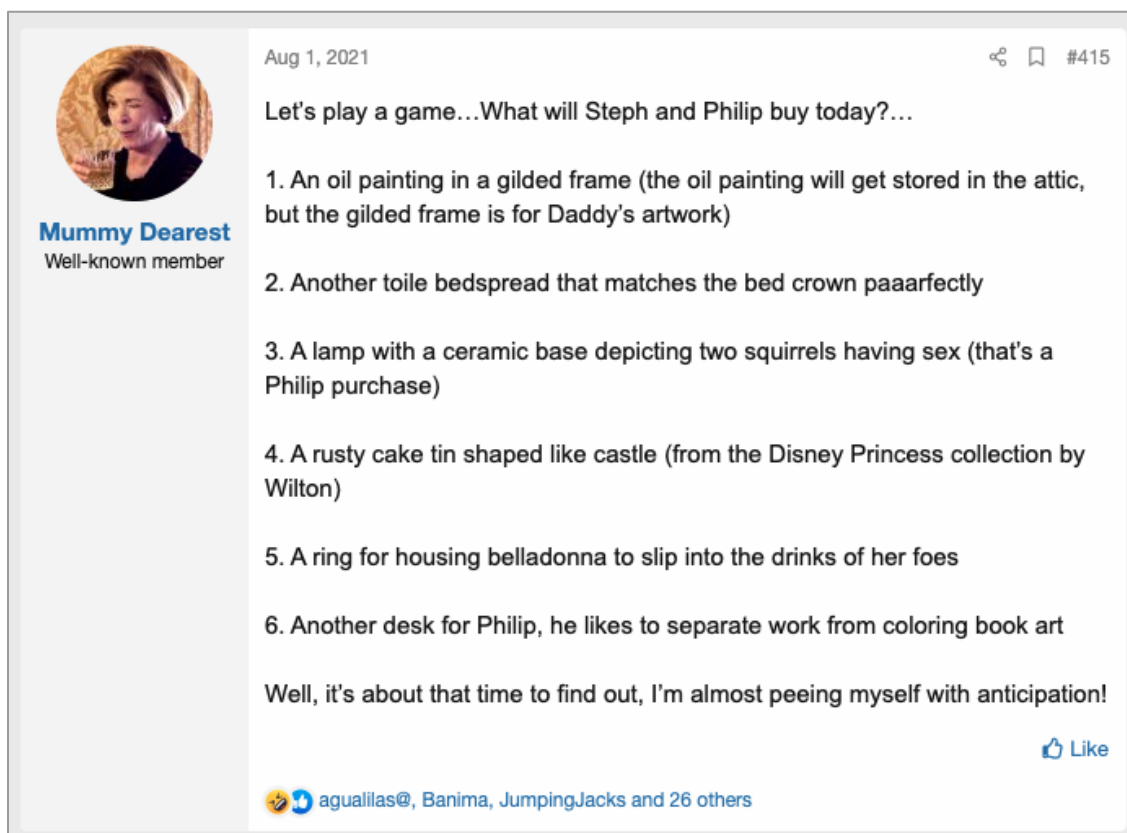 Aug 1, 2021
#415
Mummy Dearest
Well-known member
Let's play a game…What will Steph and Philip buy today?…
1. An oil painting in a gilded frame (the oil painting will get stored in the attic,
but the gilded frame is for Daddy's artwork)
2. Another toile bedspread that matches the bed crown paaarfectly
3. A lamp with a ceramic base depicting two squirrels having sex (that's a
Philip purchase)
4. A rusty cake tin shaped like castle (from the Disney Princess collection by
Wilton)
5. A ring for housing belladonna to slip into the drinks of her foes
6. Another desk for Philip, he likes to separate work from coloring book art
Well, it's about that time to find out, I'm almost peeing myself with anticipation!
Like
agualilas@, Banima, JumpingJacks and 26 others